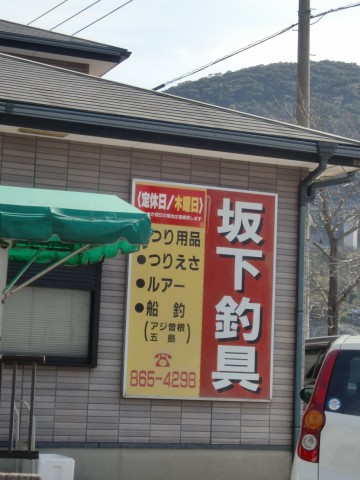 〈定休日/木曜日〉
坂下釣具
つり用品
●つりえさ
●ルアー
●船釣
(アジ曽根
五島)
☎
865-4298